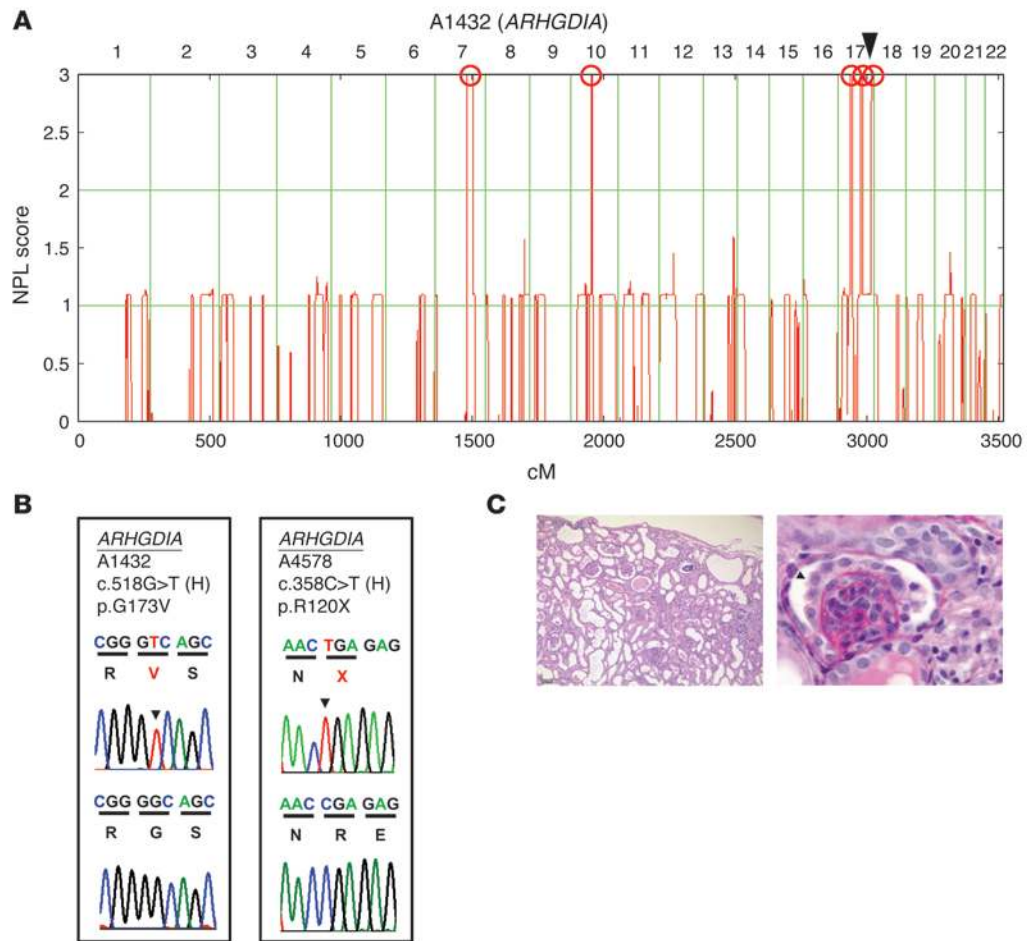 A
A1432 (ARHGDIA)
1 2 3 4 5 6 7 8 9 10 11 12 13 14 15 16 17 18 19 20 21 22
3
2.5
2
1.5
1
0.5
0
NPL score
0 500 1000 1500 2000 2500 3000 3500
cM
B
ARHGDIA
A1432
c.518G>T (H)
p.G173V
CGG GTC AGC
R V S
CGG GGC AGC
R G S
ARHGDIA
A4578
c.358C>T (H)
p.R120X
AAC TGA GAG
N X
AAC CGA GAG
N R E
C